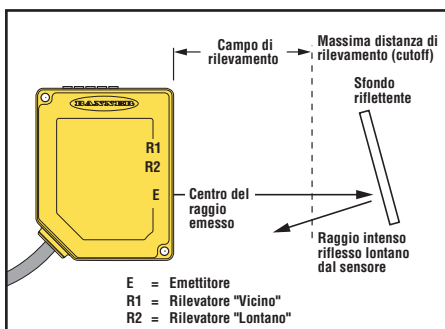 Campo di
rilevamento
Massima distanza di
rilevamento (cutoff)
Sfondo
riflettente
BANNER
R1
R2
E
Centro del
raggio
emesso
Raggio intenso
riflesso lontano
dal sensore
E = Emettitore
R1 = Rilevatore "Vicino"
R2 = Rilevatore "Lontano"